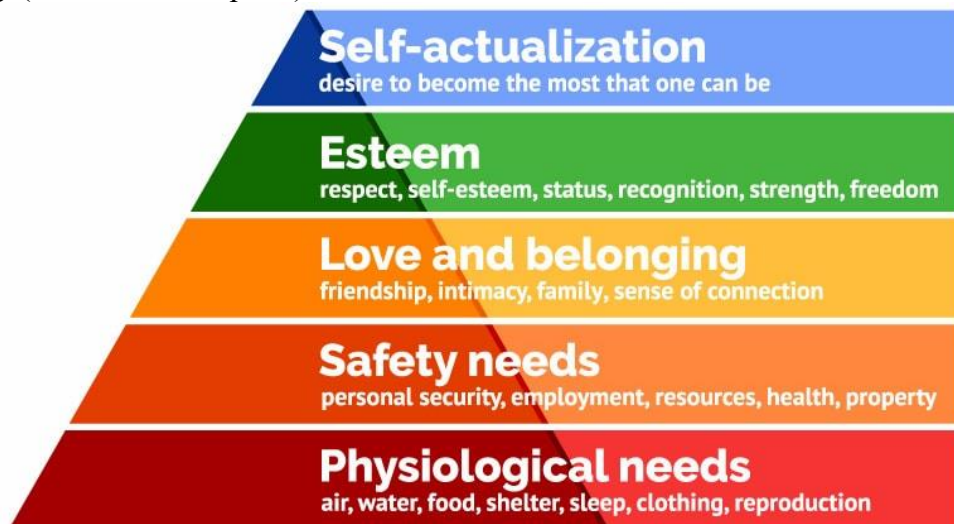 Self-actualization
desire to become the most that one can be
Esteem
respect, self-esteem, status, recognition, strength, freedom
Love and belonging
friendship, intimacy, family, sense of connection
Safety needs
personal security, employment, resources, health, property
Physiological needs
air, water, food, shelter, sleep, clothing, reproduction